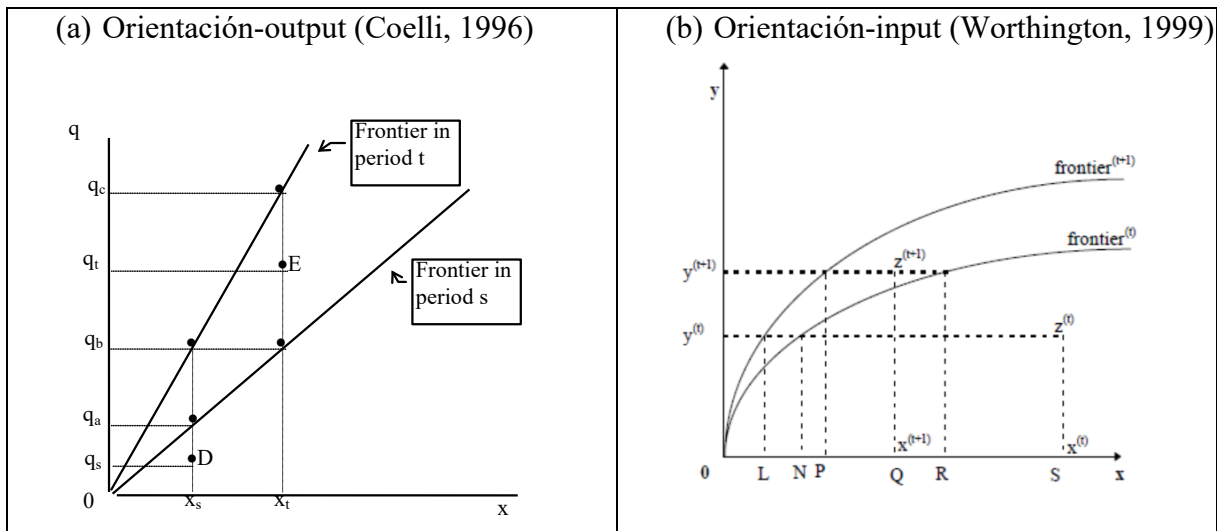 (a) Orientación-output (Coelli, 1996)
q
Frontier in
period t
q_c
q_t
E
Frontier in
period s
q_b
q_a
q_s
D
0
x_s
x_t
x
(b) Orientación-input (Worthington, 1999)
y
frontier^(t+1)
frontier^(t)
y^(t+1)
z^(t+1)
y^(t)
z^(t)
x^(t+1)
x^(t)
0
L
N
P
Q
R
S
x